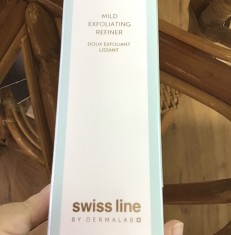 MILD
EXFOLIATING
REFINER
DOUX EXFOLIANT
LISSANT
swiss line
BY DERMALAB